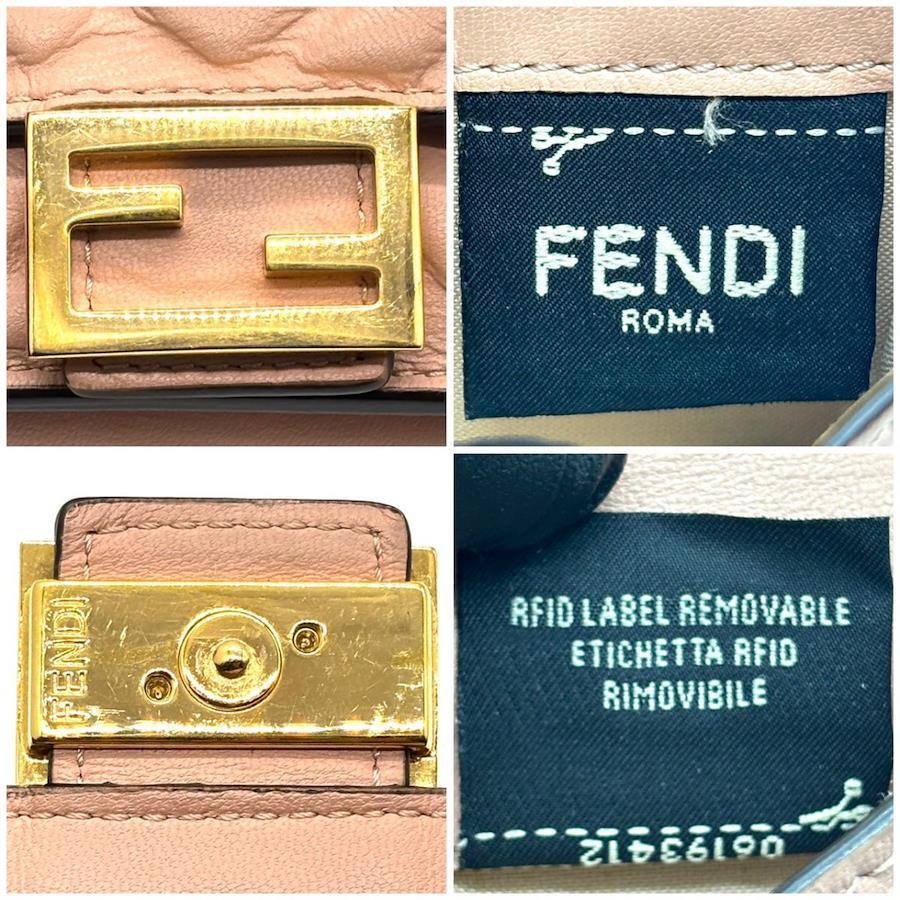 FENDI
ROMA
FENDI
RFID LABEL REMOVABLE
ETICHETTA RFID
RIMOVIBILE
06193412